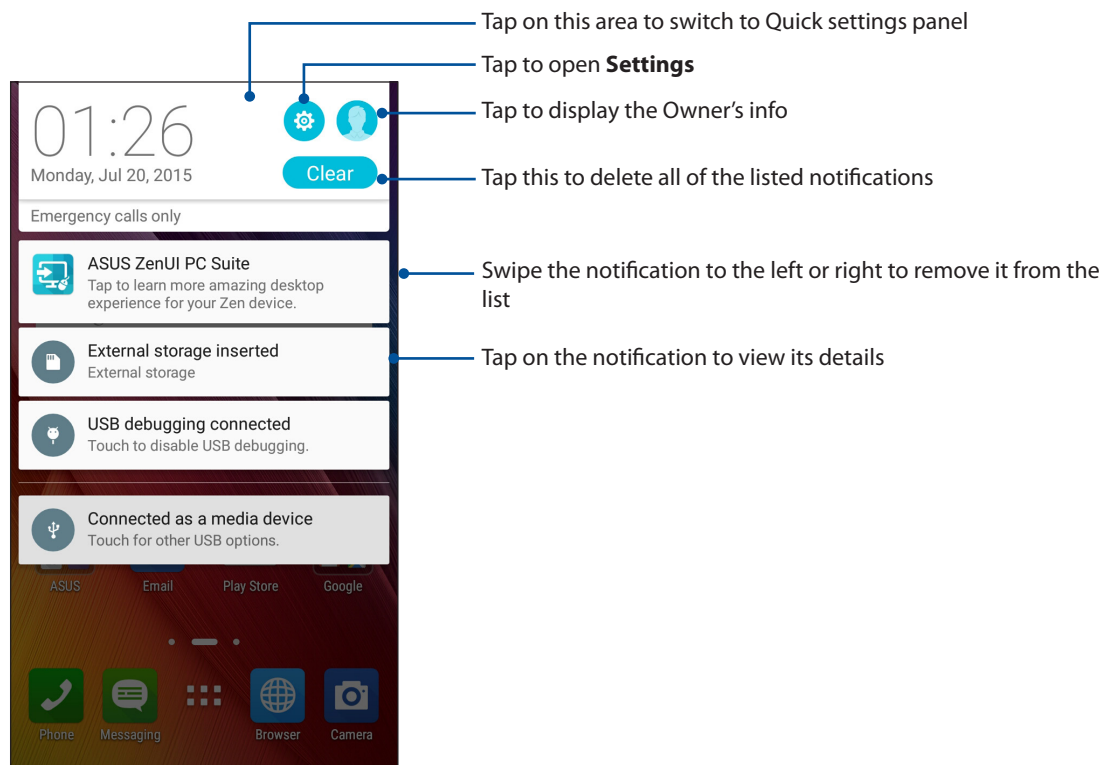 Tap on this area to switch to Quick settings panel
Tap to open Settings
Tap to display the Owner's info
Tap this to delete all of the listed notifications
Swipe the notification to the left or right to remove it from the
list
Tap on the notification to view its details
01:26
Monday, Jul 20, 2015
Clear
Emergency calls only
ASUS ZenUI PC Suite
Tap to learn more amazing desktop
experience for your Zen device.
External storage inserted
External storage
USB debugging connected
Touch to disable USB debugging.
Connected as a media device
Touch for other USB options.
ASUS Email Play Store Google
Phone Messaging Browser Camera